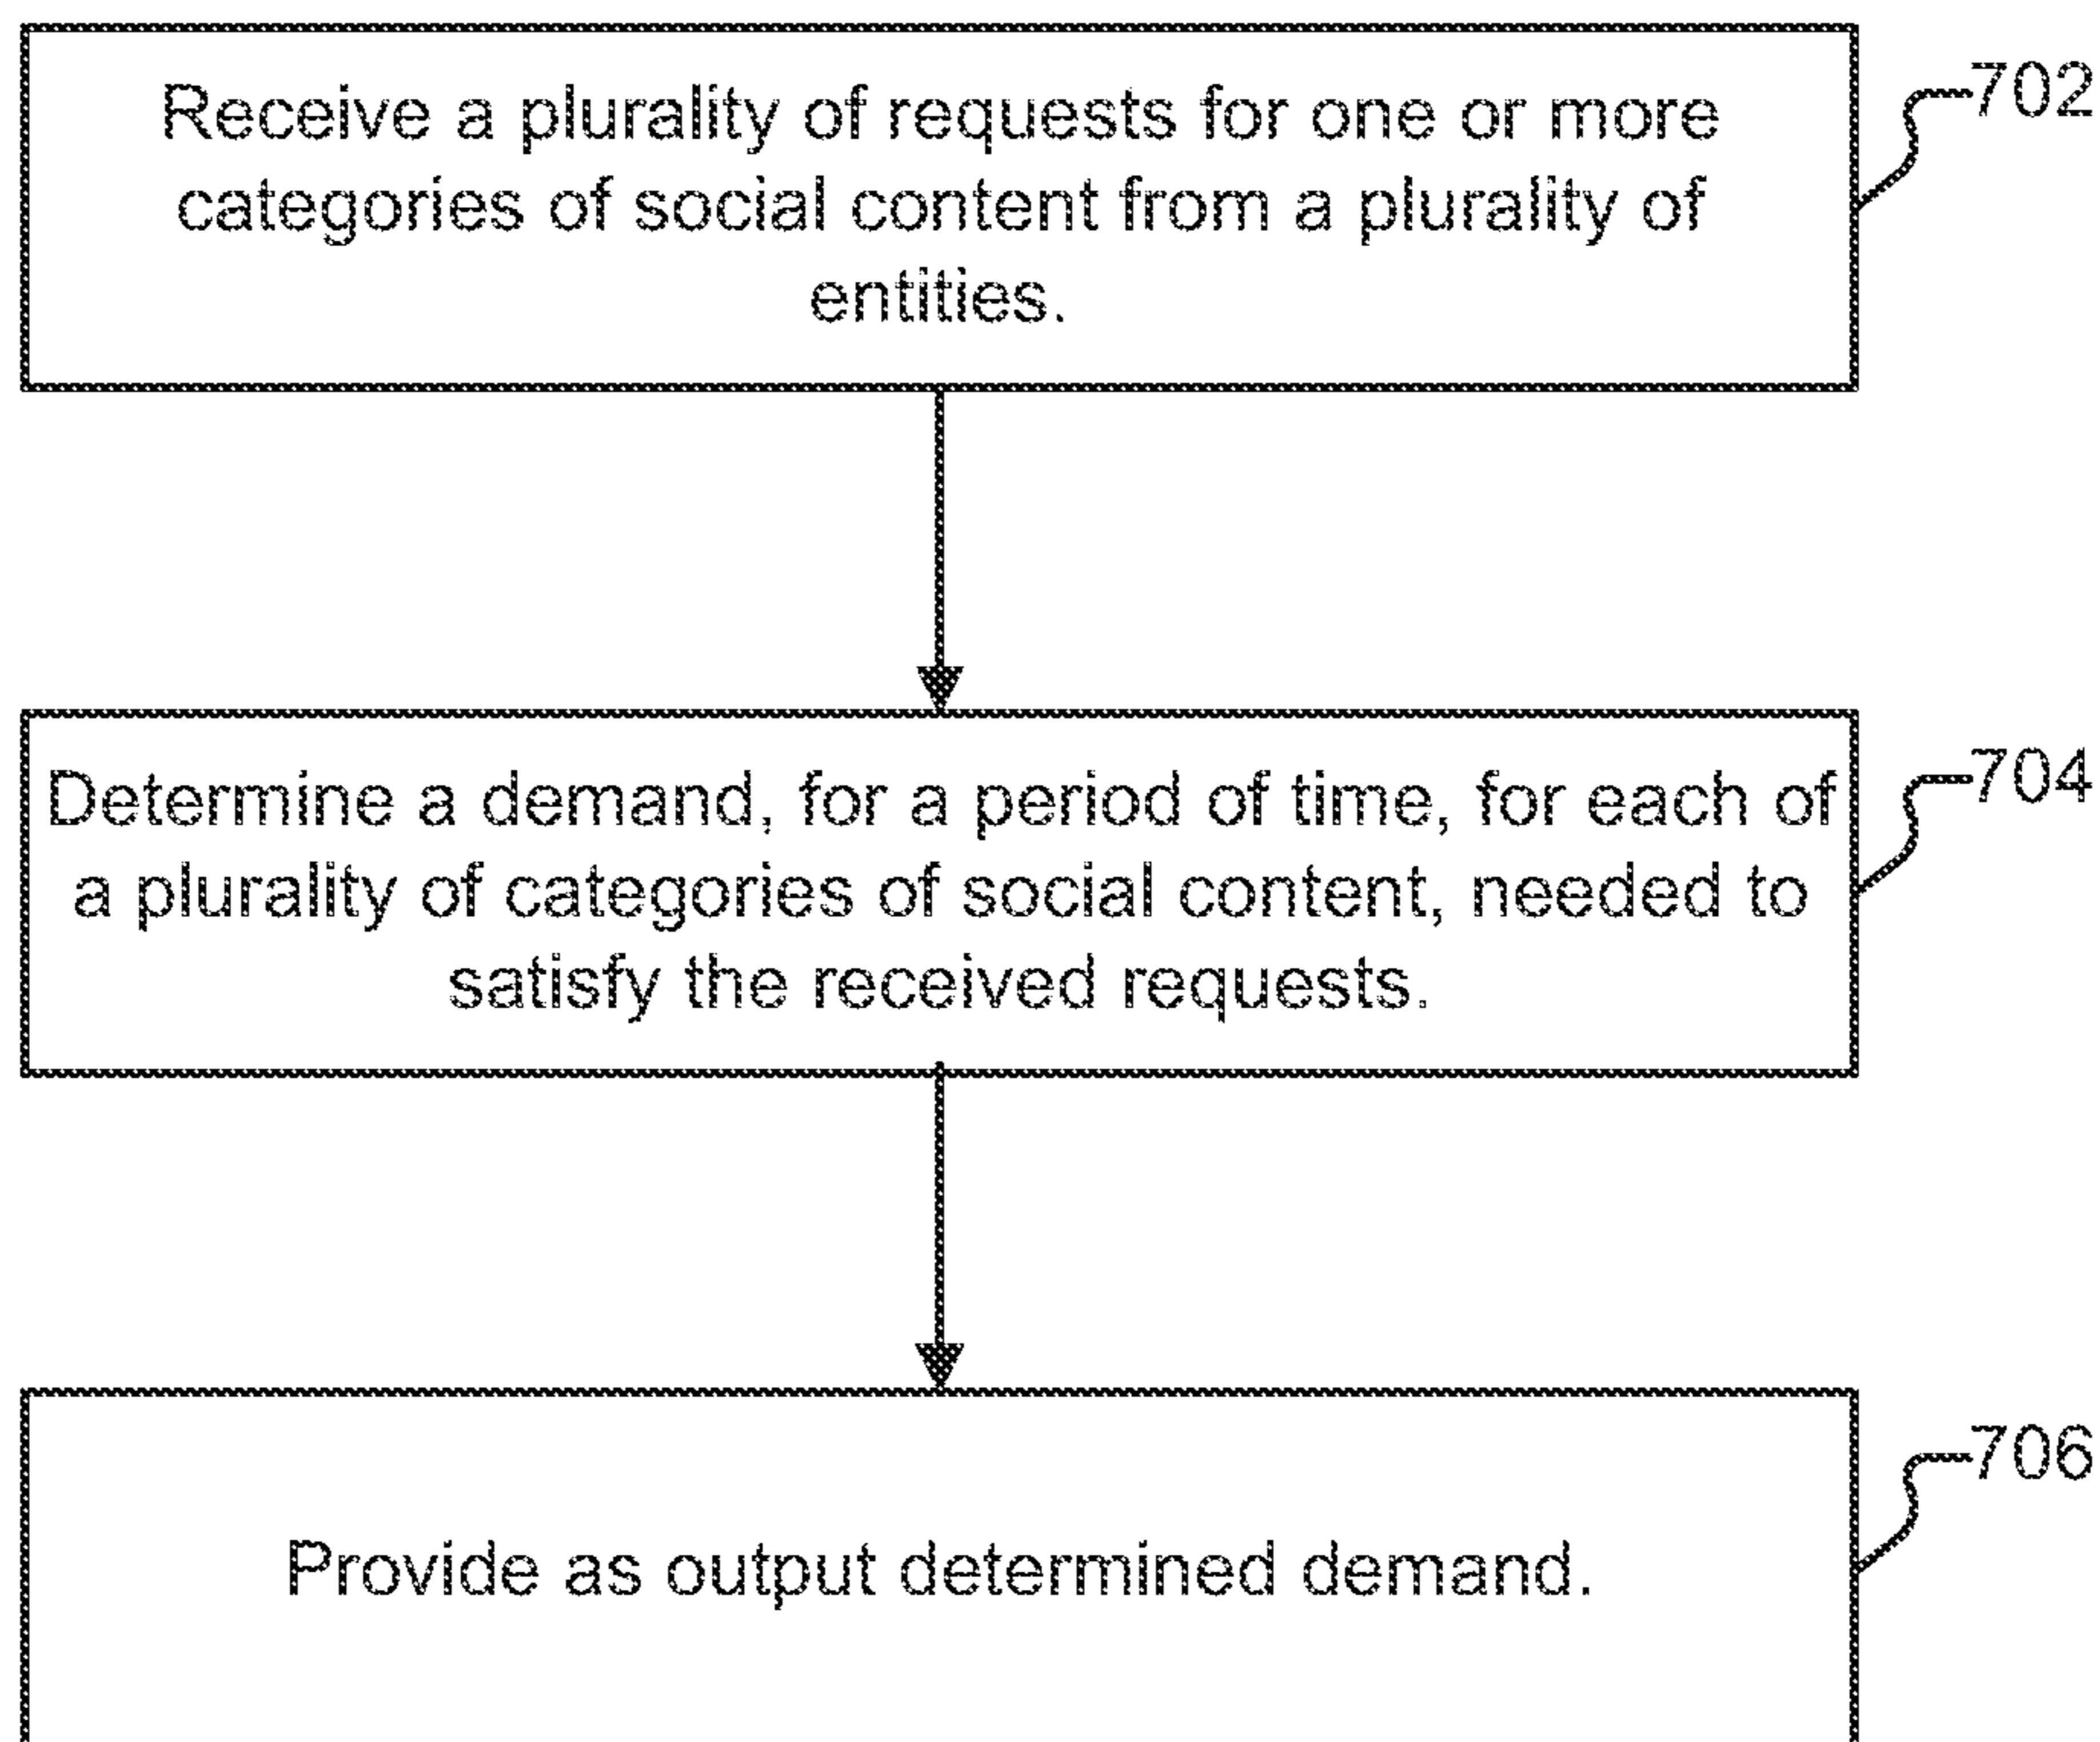 Receive a plurality of requests for one or more
categories of social content from a plurality of
entities.
702
Determine a demand, for a period of time, for each of
a plurality of categories of social content, needed to
satisfy the received requests.
704
Provide as output determined demand.
706